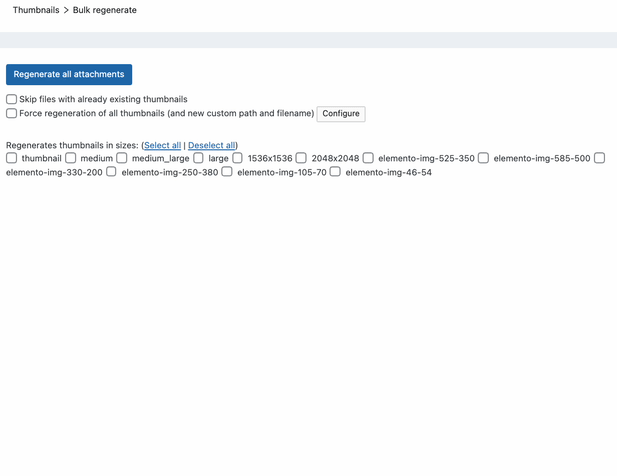 Thumbnails > Bulk regenerate
Regenerate all attachments
Skip files with already existing thumbnails
Force regeneration of all thumbnails (and new custom path and filename) Configure
Regenerates thumbnails in sizes: (Select all | Deselect all)
thumbnail medium medium_large large 1536x1536 2048x2048 elemento-img-525-350 elemento-img-585-500
elemento-img-330-200 elemento-img-250-380 elemento-img-105-70 elemento-img-46-54